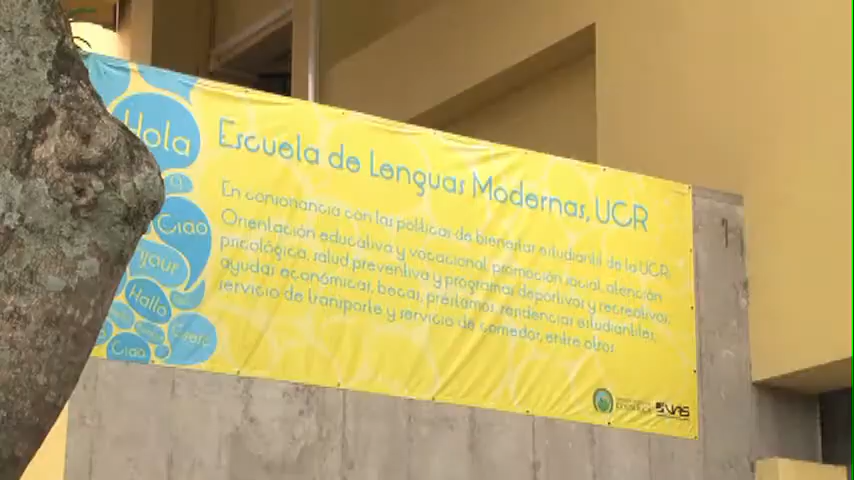 Hola
Ciao
Hallo
Ciao
Escuela de Lenguas Modernas, UCR
En consonancia con las políticas de bienestar estudiantil de la UCR:
Orientación educativa y vocacional, promoción social, atención
psicológica, salud preventiva y programas deportivos y recreativos,
ayudas económicas, becas, préstamos, residencias estudiantiles,
servicio de transporte y servicio de comedor, entre otros.